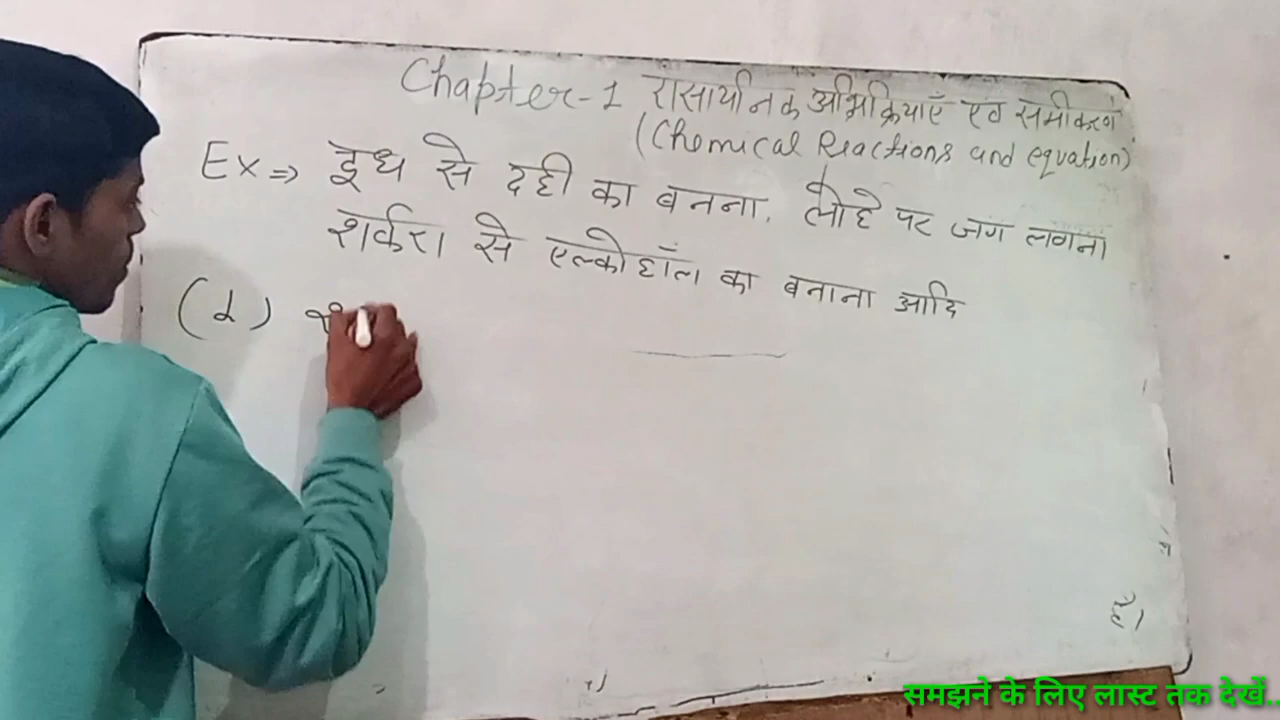 Chapter-1 रासायनिक अभिक्रियाएँ एवं समीकरण
(Chemical Reactions and equation)
Ex⇒ दूध से दही का बनना, लोहे पर जंग लगना
शर्करा से एल्कोहॉल का बनाना आदि
(1)
है।
समझने के लिए लास्ट तक देखें..